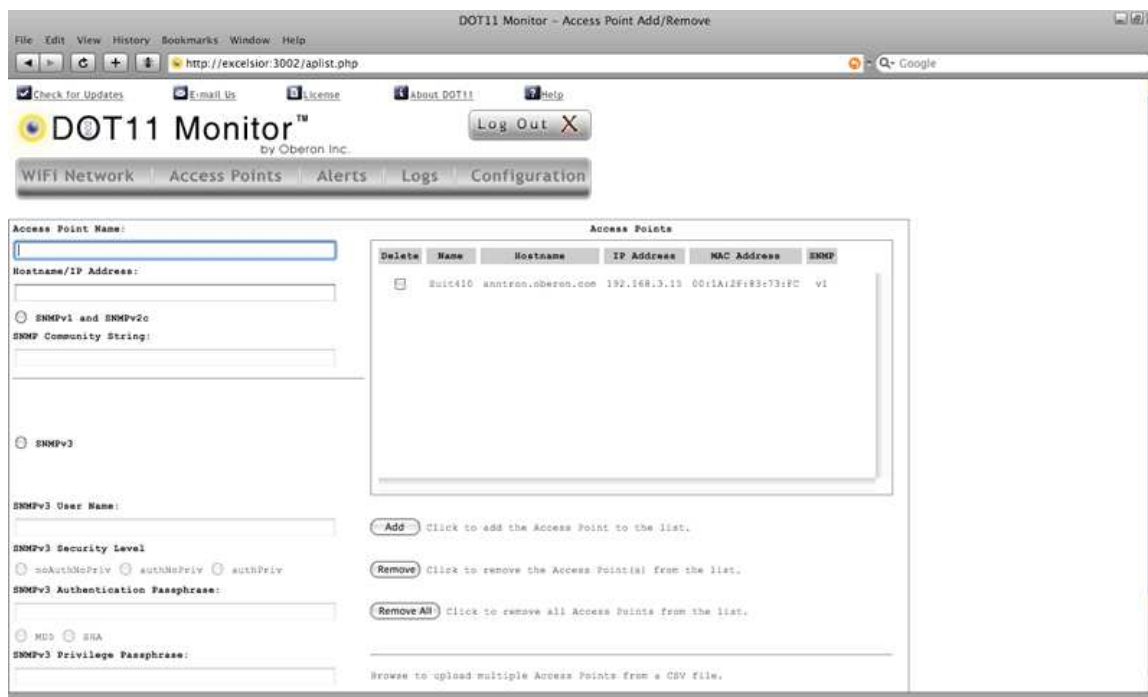 DOT11 Monitor – Access Point Add/Remove
File Edit View History Bookmarks Window Help
http://excelsior:3002/aplist.php
Google
Check for Updates E-mail Us License About DOT11 Help
DOT11 Monitor™
by Oberon Inc.
Log Out X
WiFi Network Access Points Alerts Logs Configuration
Access Point Name:
Hostname/IP Address:
SNMPv1 and SNMPv2c
SNMP Community String:
SNMPv3
SNMPv3 User Name:
SNMPv3 Security Level
noAuthNoPriv authNoPriv authPriv
SNMPv3 Authentication Passphrase:
MD5 SHA
SNMPv3 Privilege Passphrase:
Access Points
Delete Name Hostname IP Address MAC Address SNMP
Suit410 anntron.oberon.com 192.168.3.15 00:1A:2F:83:73:FC v1
Add Click to add the Access Point to the list.
Remove Click to remove the Access Point(s) from the list.
Remove All Click to remove all Access Points from the list.
Browse to upload multiple Access Points from a CSV file.